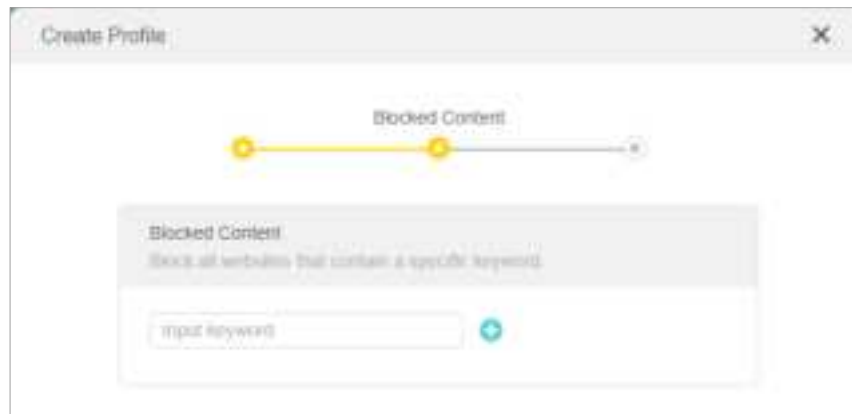 Create Profile
Blocked Content
Blocked Content
Block all websites that contain a specific keyword.
Input keyword